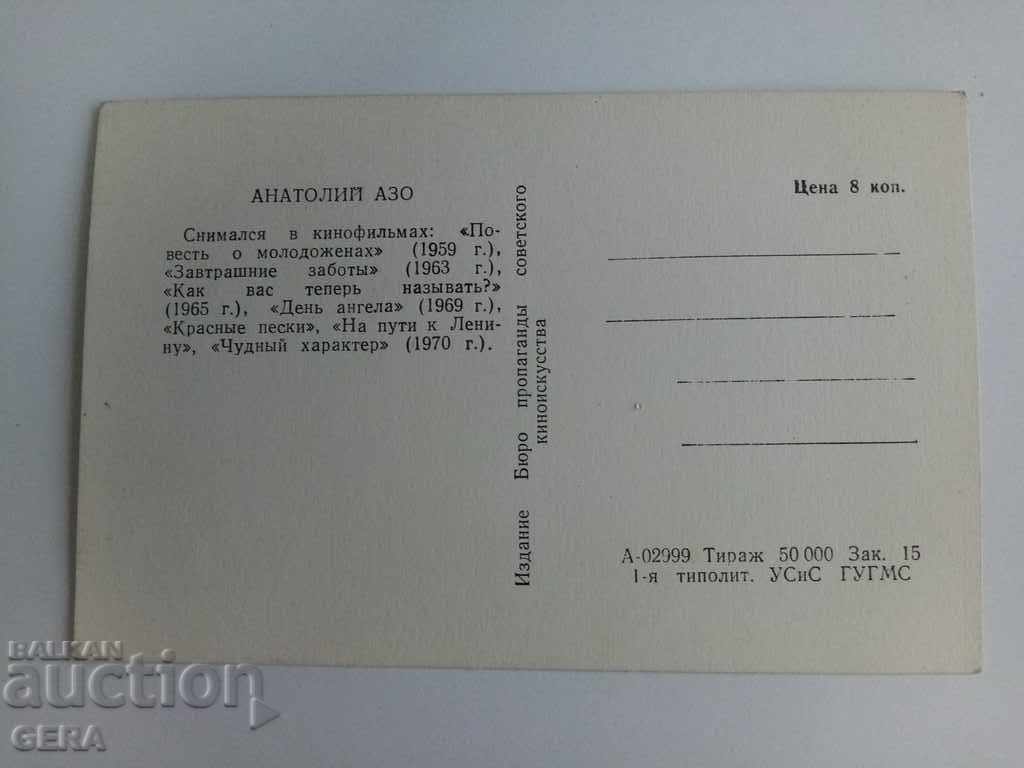 АНАТОЛИЙ АЗО
Снимался в кинофильмах: «По-
весть о молодоженах» (1959 г.),
«Завтрашние заботы» (1963 г.),
«Как вас теперь называть?»
(1965 г.), «День ангела» (1969 г.),
«Красные пески», «На пути к Лени-
ну», «Чудный характер» (1970 г.).
Издание Бюро пропаганды советского
киноискусства
Цена 8 коп.
А-02999 Тираж 50 000 Зак. 15
1-я типолит. УСиС ГУГМС
BALKAN
auction
GERA